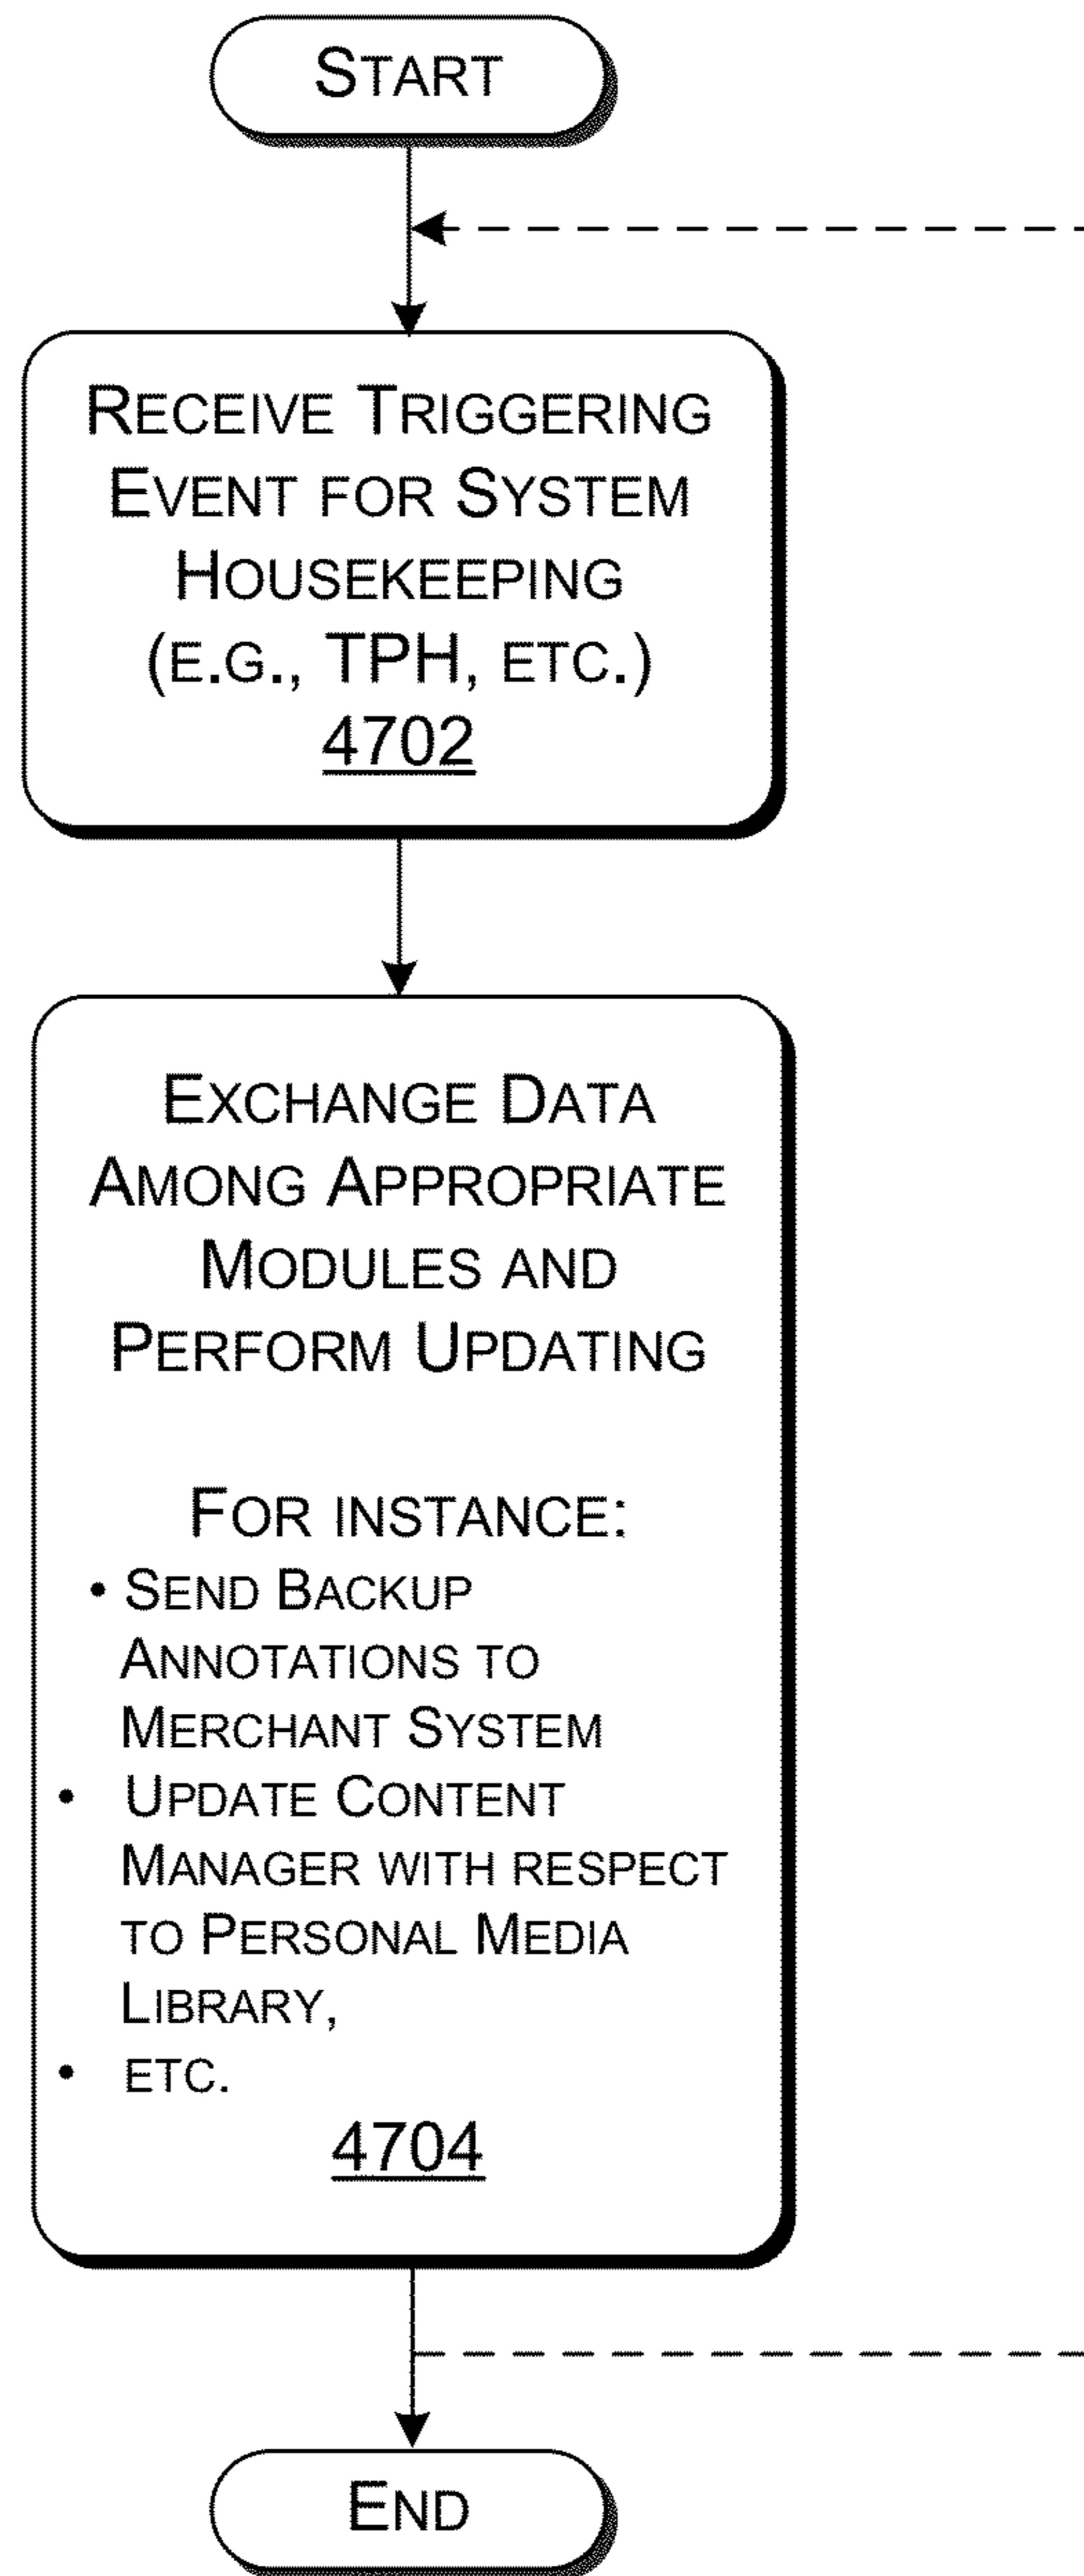 START
RECEIVE TRIGGERING
EVENT FOR SYSTEM
HOUSEKEEPING
(E.G., TPH, ETC.)
4702
EXCHANGE DATA
AMONG APPROPRIATE
MODULES AND
PERFORM UPDATING
FOR INSTANCE:
• SEND BACKUP
ANNOTATIONS TO
MERCHANT SYSTEM
• UPDATE CONTENT
MANAGER WITH RESPECT
TO PERSONAL MEDIA
LIBRARY,
• ETC.
4704
END